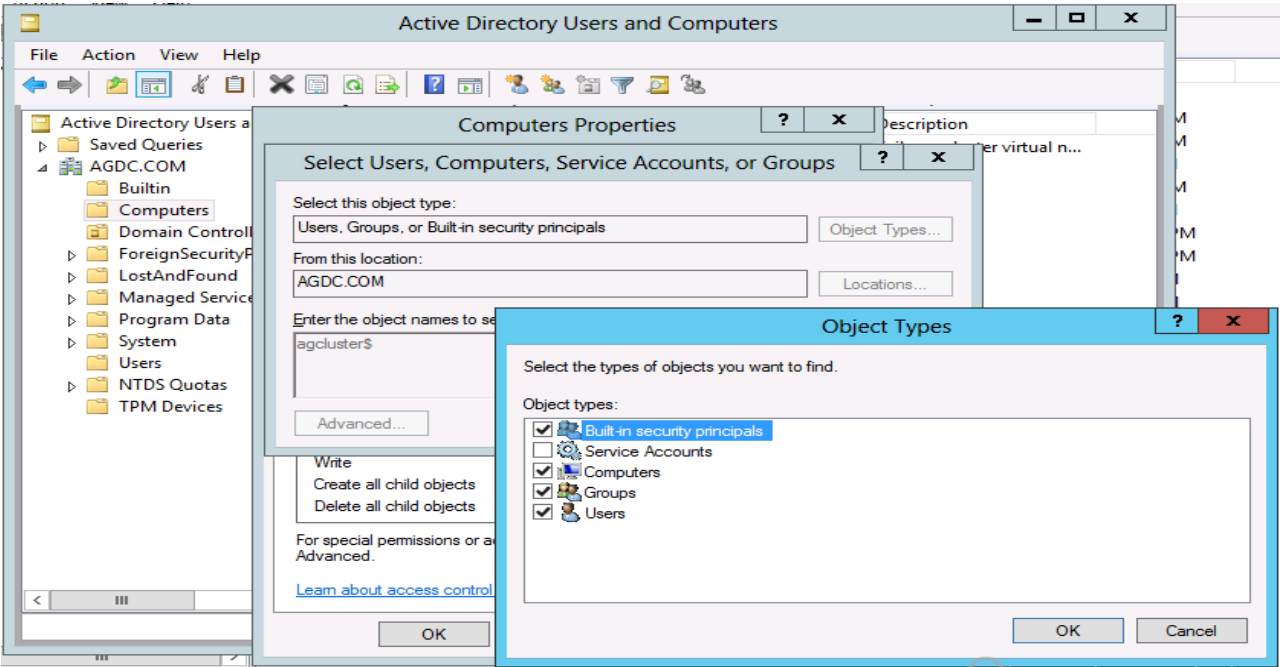 Active Directory Users and Computers
File Action View Help
Active Directory Users a
Saved Queries
AGDC.COM
Builtin
Computers
Domain Controll
ForeignSecurityP
LostAndFound
Managed Service
Program Data
System
Users
NTDS Quotas
TPM Devices
Computers Properties
Description
er virtual n...
Select Users, Computers, Service Accounts, or Groups
Select this object type:
Users, Groups, or Built-in security principals
Object Types...
From this location:
AGDC.COM
Locations...
Enter the object names to se
agcluster$
Advanced...
Write
Create all child objects
Delete all child objects
For special permissions or a
Advanced.
Learn about access control
OK
Object Types
Select the types of objects you want to find.
Object types:
Built-in security principals
Service Accounts
Computers
Groups
Users
OK Cancel
M
M
M
PM
PM